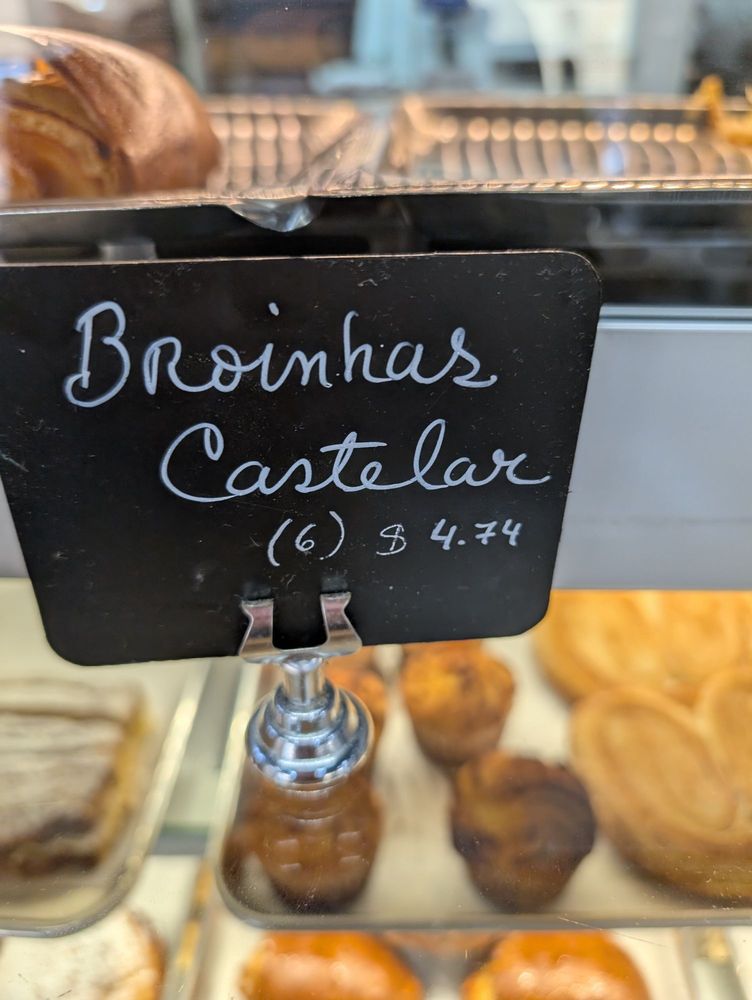 Broinhas
Castelar
(6) $ 4.74